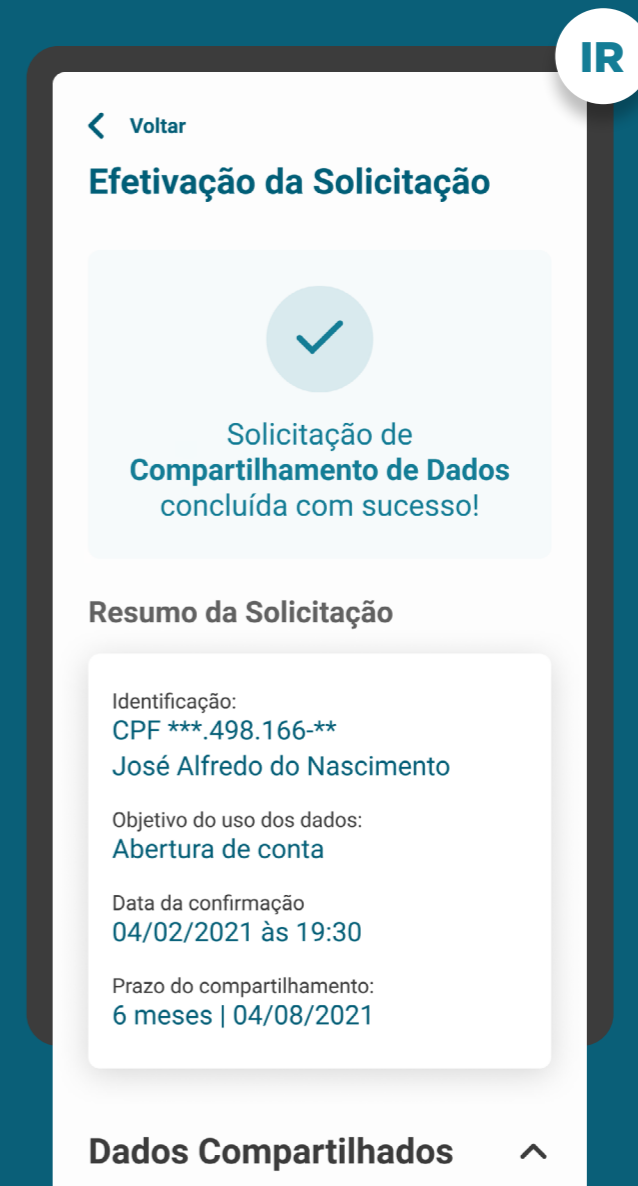 IR
Voltar
Efetivação da Solicitação
Solicitação de
Compartilhamento de Dados
concluída com sucesso!
Resumo da Solicitação
Identificação:
CPF ***.498.166-**
José Alfredo do Nascimento
Objetivo do uso dos dados:
Abertura de conta
Data da confirmação
04/02/2021 às 19:30
Prazo do compartilhamento:
6 meses | 04/08/2021
Dados Compartilhados